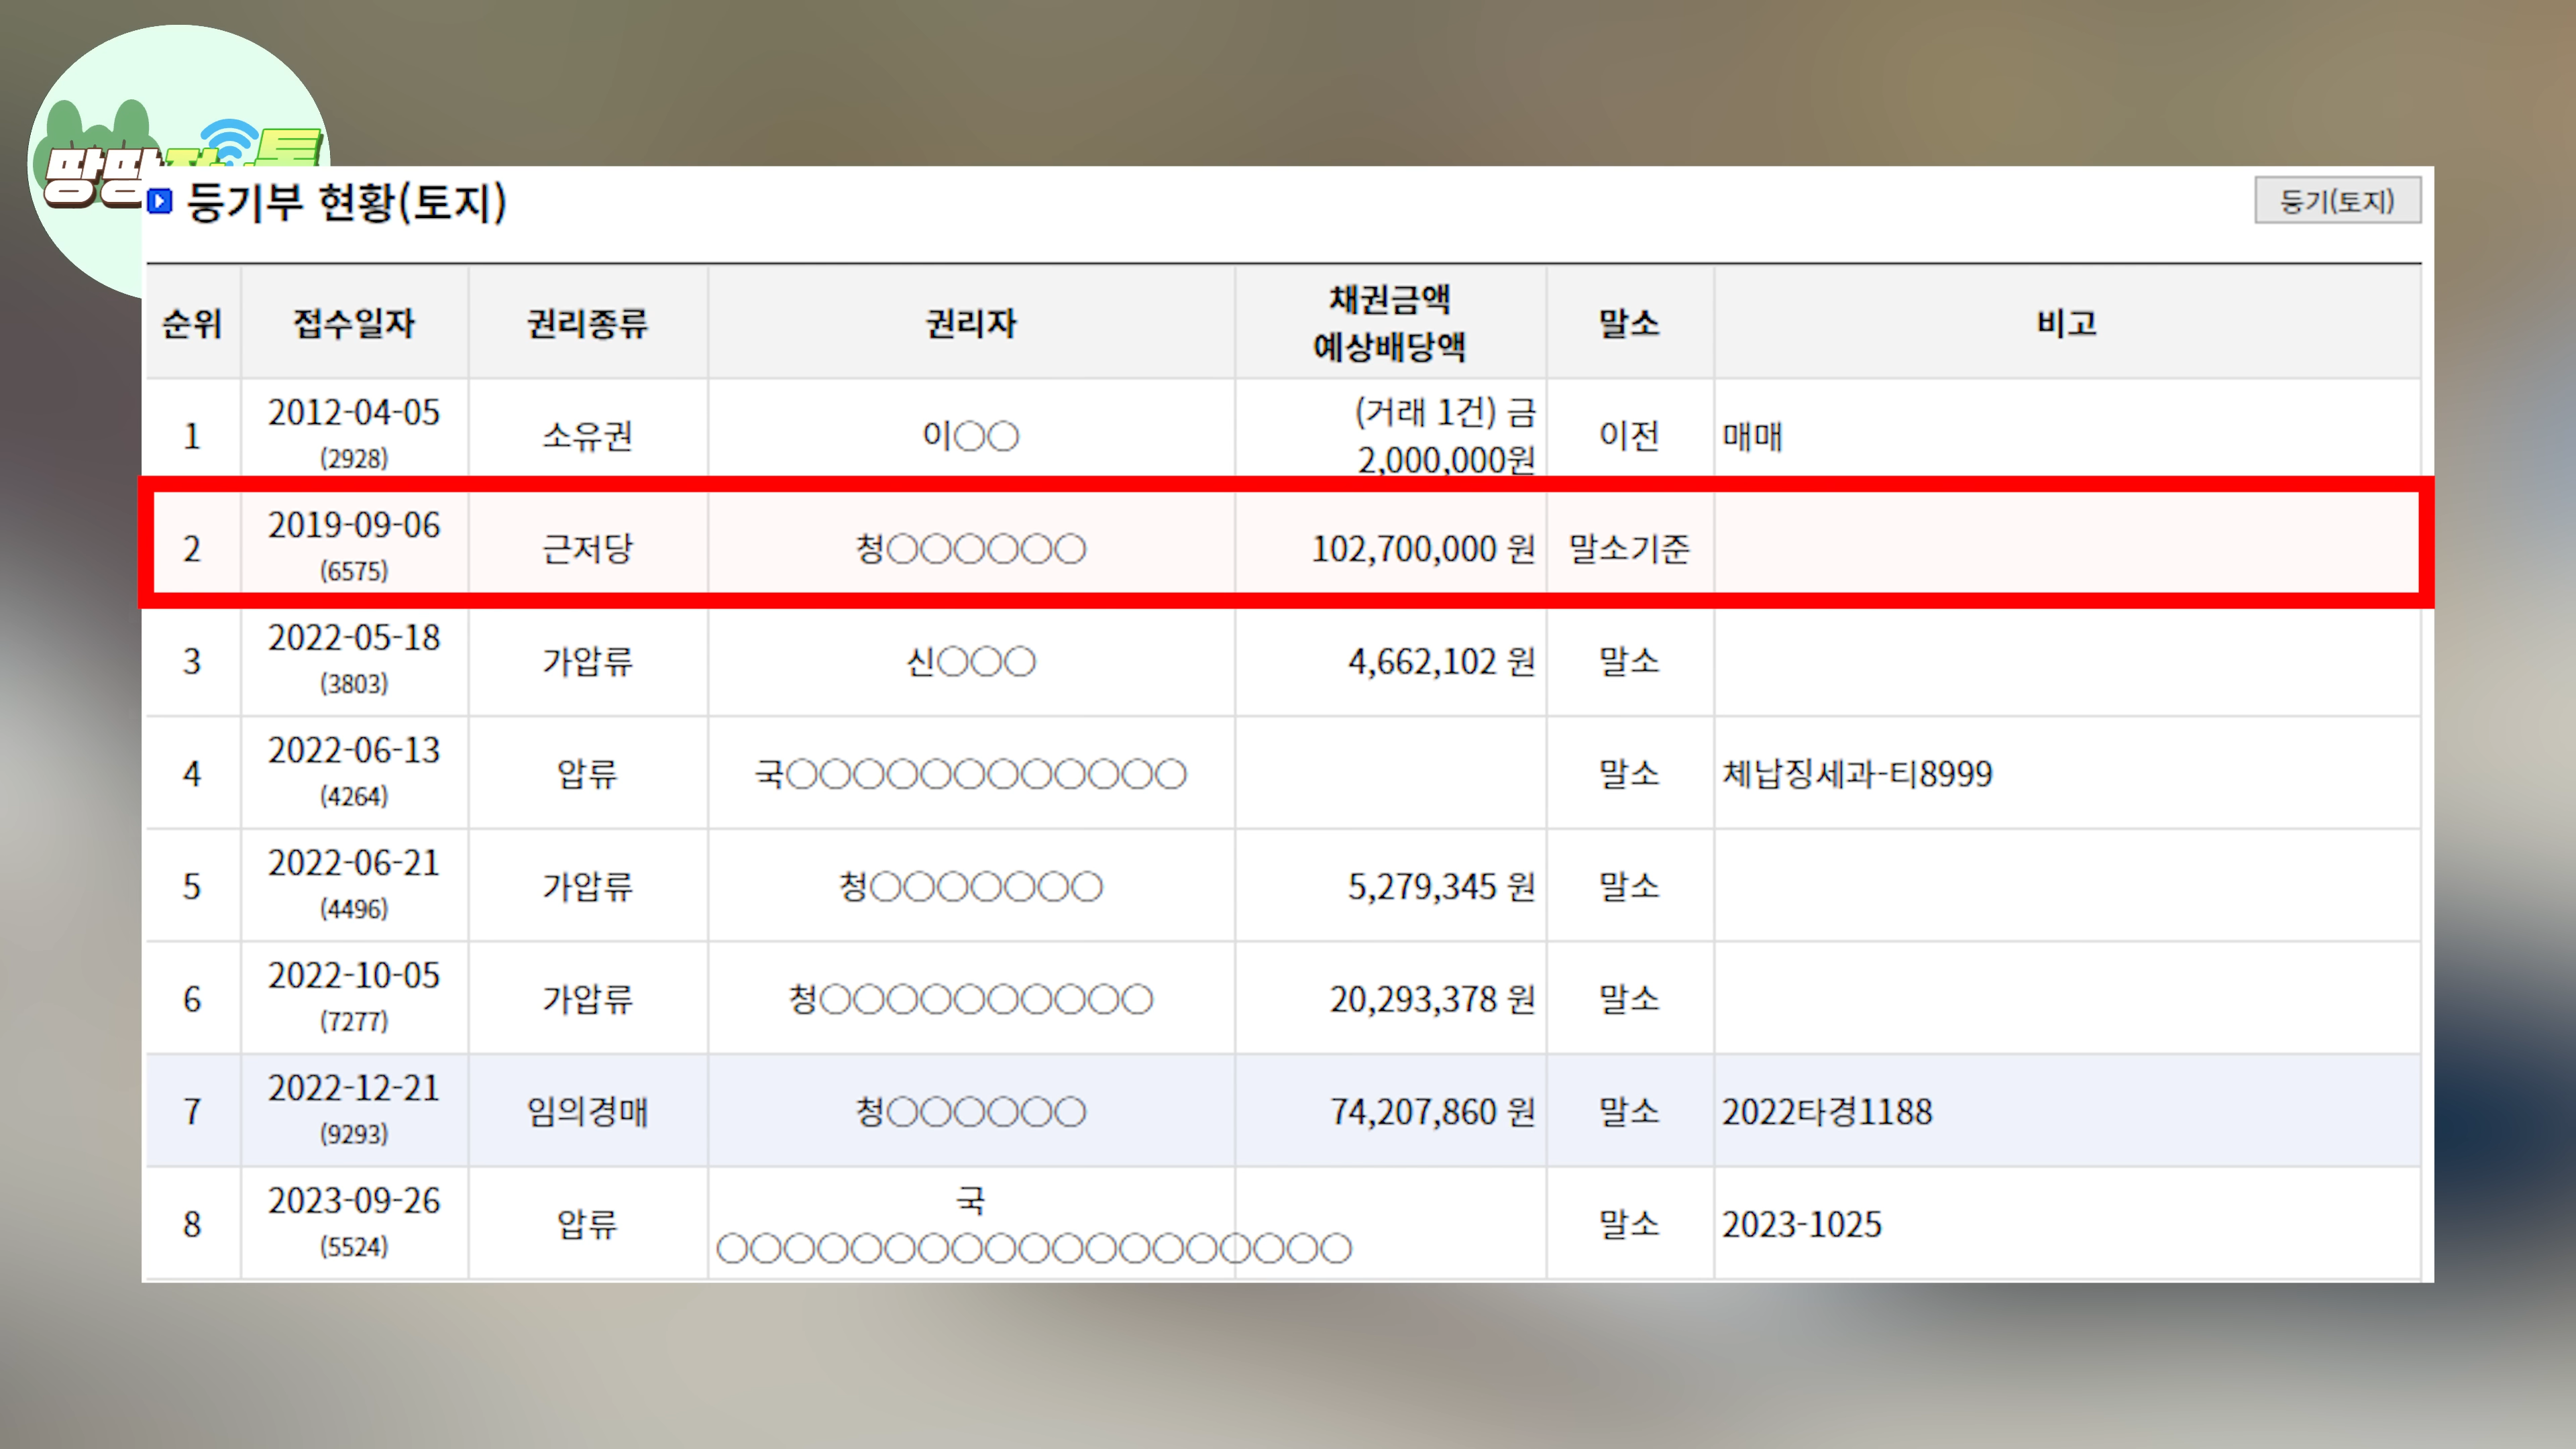 땅땅
등기부 현황(토지)
등기(토지)
순위 접수일자 권리종류 권리자 채권금액 예상배당액 말소 비고
1 2012-04-05 (2928) 소유권 이○○ (거래 1건) 금 2,000,000원 이전 매매
2 2019-09-06 (6575) 근저당 청○○○○○○ 102,700,000 원 말소기준
3 2022-05-18 (3803) 가압류 신○○○ 4,662,102 원 말소
4 2022-06-13 (4264) 압류 국○○○○○○○○○○○○ 말소 체납징세과-티8999
5 2022-06-21 (4496) 가압류 청○○○○○○○ 5,279,345 원 말소
6 2022-10-05 (7277) 가압류 청○○○○○○○○○○ 20,293,378 원 말소
7 2022-12-21 (9293) 임의경매 청○○○○○○ 74,207,860 원 말소 2022타경1188
8 2023-09-26 (5524) 압류 국 ○○○○○○○○○○○○○○○○○○○ 말소 2023-1025